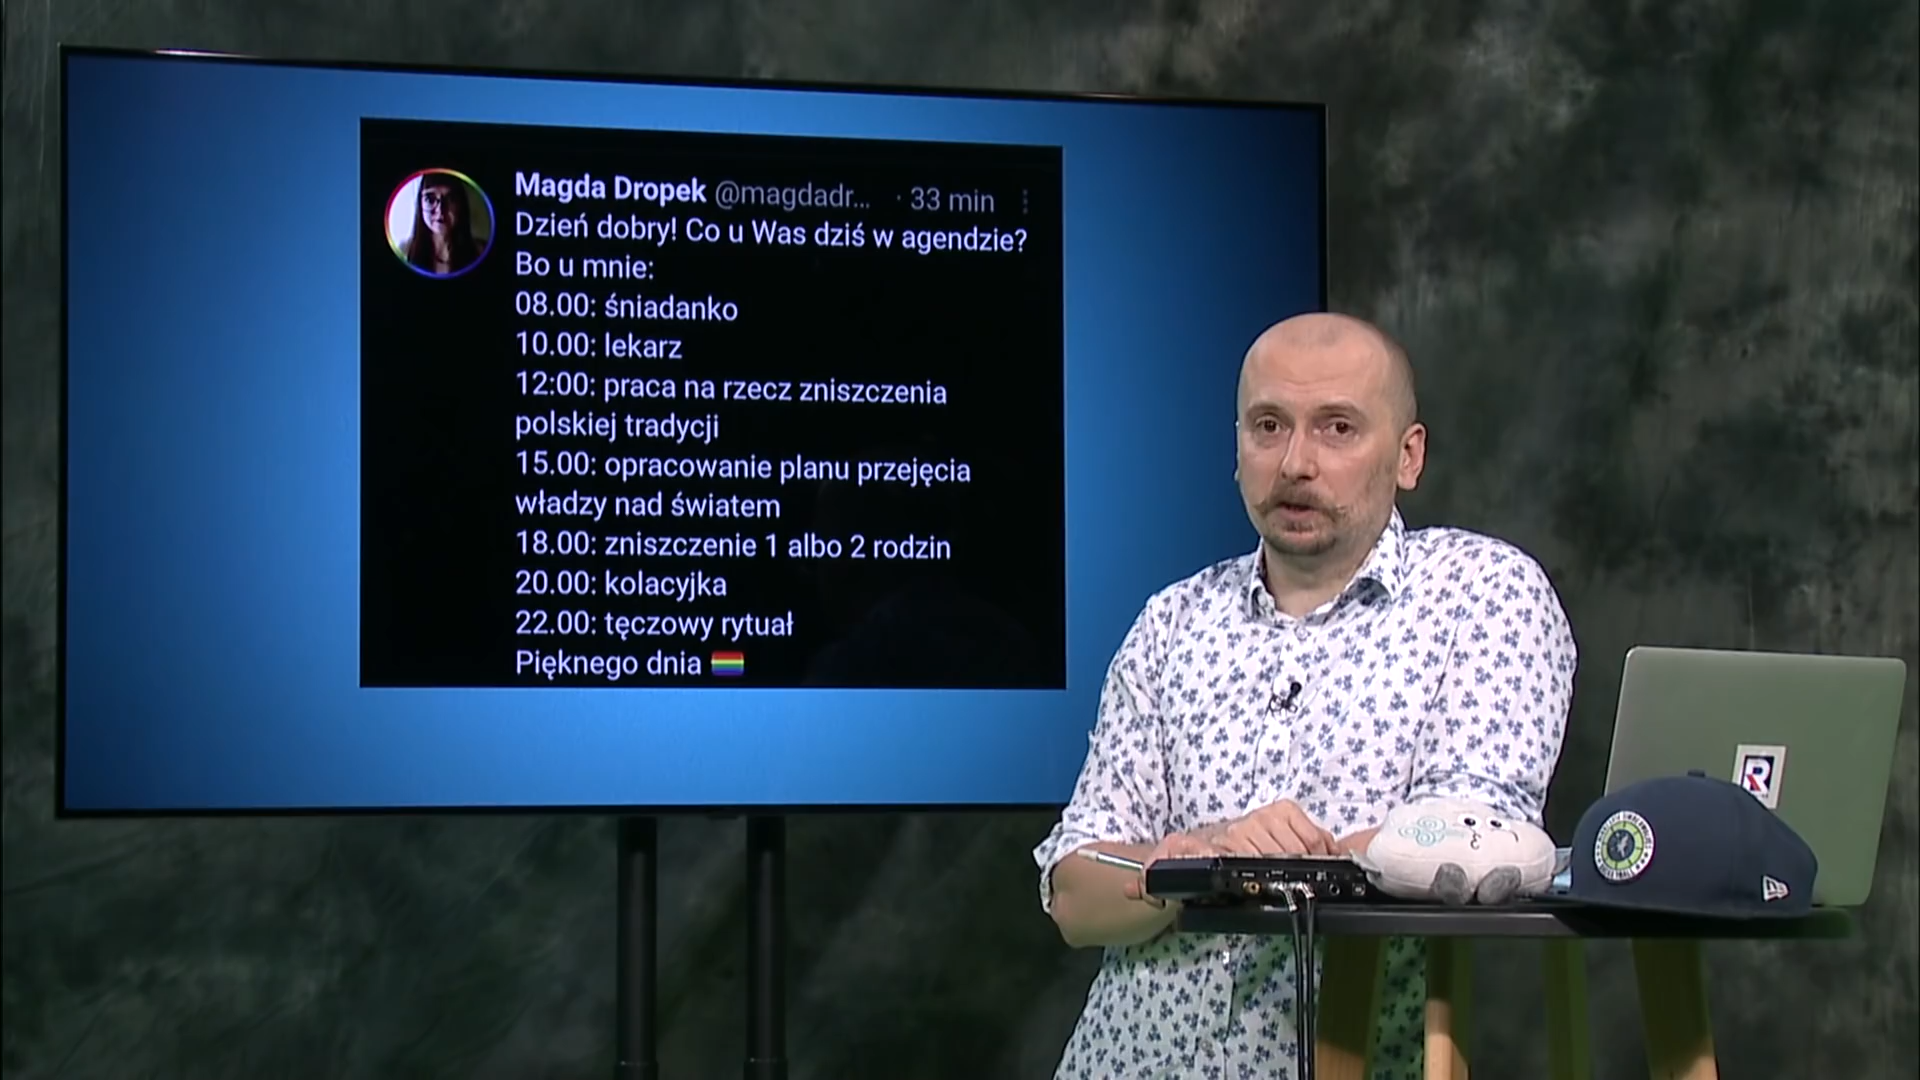 Magda Dropek @magdadr... · 33 min
Dzień dobry! Co u Was dziś w agendzie?
Bo u mnie:
08.00: śniadanko
10.00: lekarz
12:00: praca na rzecz zniszczenia
polskiej tradycji
15.00: opracowanie planu przejęcia
władzy nad światem
18.00: zniszczenie 1 albo 2 rodzin
20.00: kolacyjka
22.00: tęczowy rytuał
Pięknego dnia
R